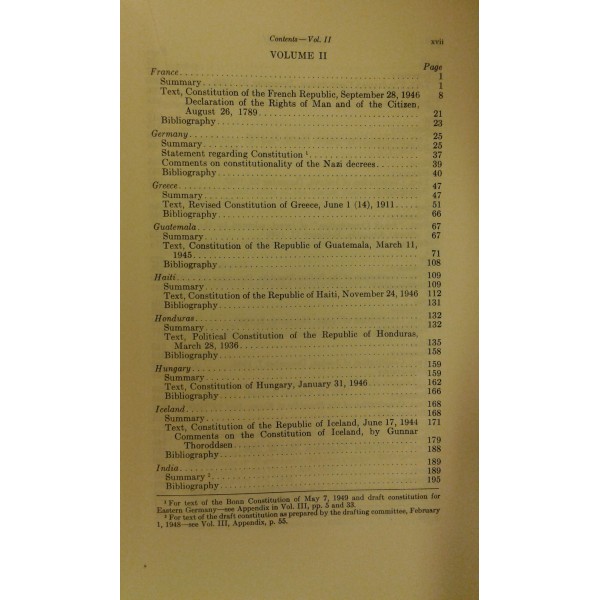 Contents—Vol. II xvii
VOLUME II
Page
France 1
Summary 1
Text, Constitution of the French Republic, September 28, 1946 8
Declaration of the Rights of Man and of the Citizen,
August 26, 1789 21
Bibliography 23
Germany 25
Summary 25
Statement regarding Constitution ¹ 37
Comments on constitutionality of the Nazi decrees 39
Bibliography 40
Greece 47
Summary 47
Text, Revised Constitution of Greece, June 1 (14), 1911 51
Bibliography 66
Guatemala 67
Summary 67
Text, Constitution of the Republic of Guatemala, March 11,
1945 71
Bibliography 108
Haiti 109
Summary 109
Text, Constitution of the Republic of Haiti, November 24, 1946 112
Bibliography 131
Honduras 132
Summary 132
Text, Political Constitution of the Republic of Honduras,
March 28, 1936 135
Bibliography 158
Hungary 159
Summary 159
Text, Constitution of Hungary, January 31, 1946 162
Bibliography 166
Iceland 168
Summary 168
Text, Constitution of the Republic of Iceland, June 17, 1944 171
Comments on the Constitution of Iceland, by Gunnar
Thoroddsen 179
Bibliography 188
India 189
Summary ² 189
Bibliography 195
¹ For text of the Bonn Constitution of May 7, 1949 and draft constitution for
Eastern Germany—see Appendix in Vol. III, pp. 5 and 33.
² For text of the draft constitution as prepared by the drafting committee, February
1, 1948—see Vol. III, Appendix, p. 55.